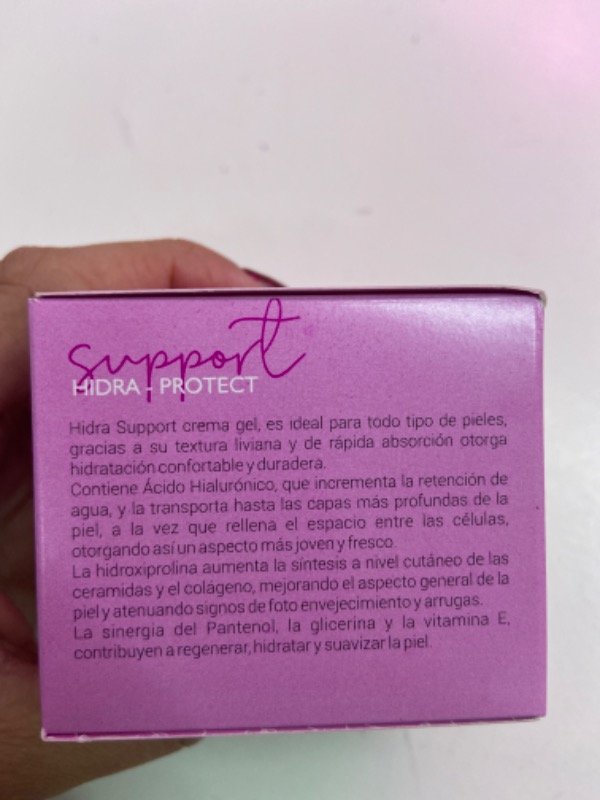 support
HIDRA - PROTECT
Hidra Support crema gel, es ideal para todo tipo de pieles,
gracias a su textura liviana y de rápida absorción otorga
hidratación confortable y duradera.
Contiene Ácido Hialurónico, que incrementa la retención de
agua, y la transporta hasta las capas más profundas de la
piel, a la vez que rellena el espacio entre las células,
otorgando así un aspecto más joven y fresco.
La hidroxiprolina aumenta la síntesis a nivel cutáneo de las
ceramidas y el colágeno, mejorando el aspecto general de la
piel y atenuando signos de foto envejecimiento y arrugas.
La sinergia del Pantenol, la glicerina y la vitamina E,
contribuyen a regenerar, hidratar y suavizar la piel.